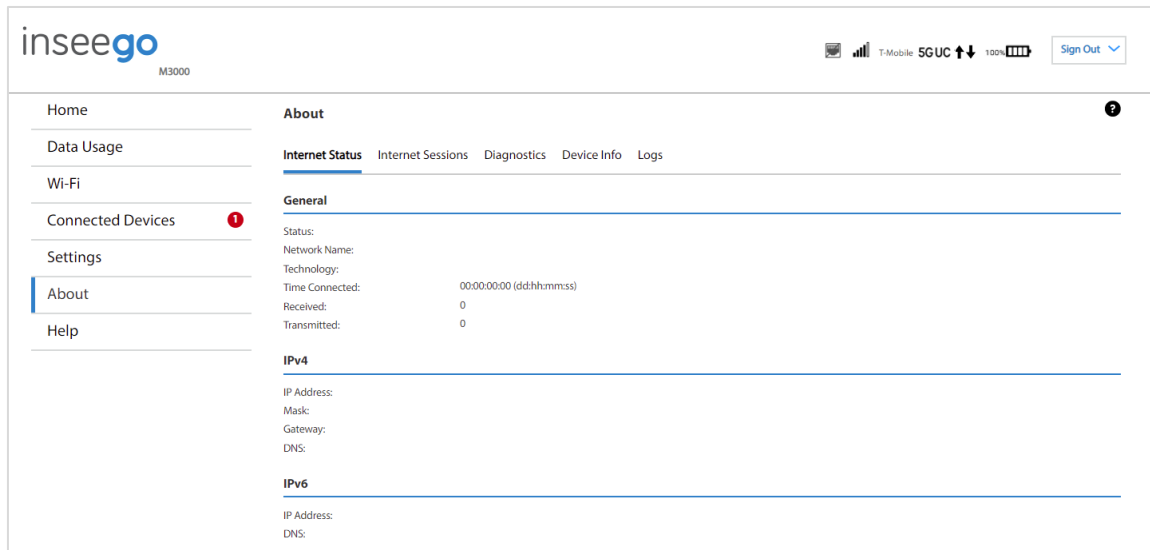 inseego
M3000
T-Mobile 5G UC 100% Sign Out
Home
Data Usage
Wi-Fi
Connected Devices 1
Settings
About
Help
About ?
Internet Status Internet Sessions Diagnostics Device Info Logs
General
Status:
Network Name:
Technology:
Time Connected: 00:00:00:00 (dd:hh:mm:ss)
Received: 0
Transmitted: 0
IPv4
IP Address:
Mask:
Gateway:
DNS:
IPv6
IP Address:
DNS: